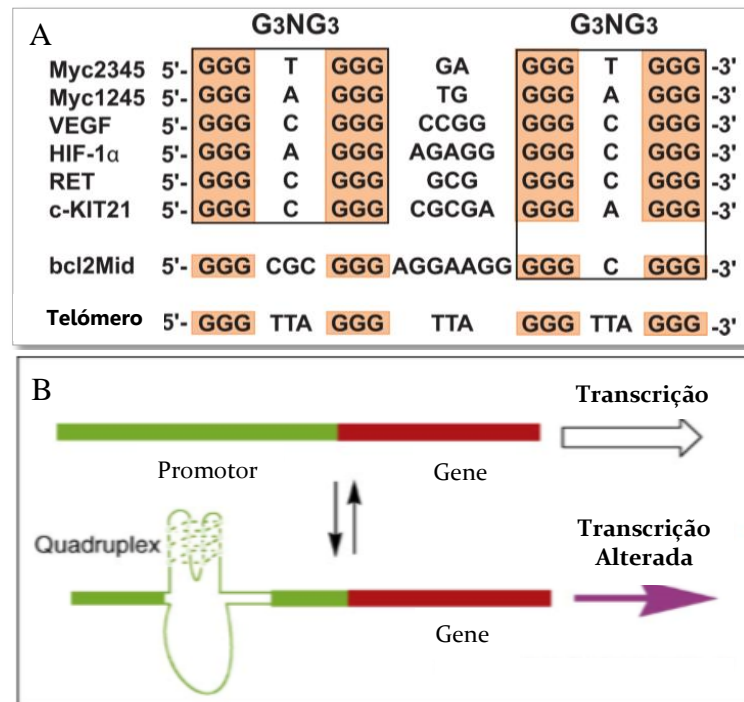 A
G3NG3 G3NG3
Myc2345 5'- GGG T GGG GA GGG T GGG -3'
Myc1245 5'- GGG A GGG TG GGG A GGG -3'
VEGF 5'- GGG C GGG CCGG GGG C GGG -3'
HIF-1α 5'- GGG A GGG AGAGG GGG C GGG -3'
RET 5'- GGG C GGG GCG GGG C GGG -3'
c-KIT21 5'- GGG C GGG CGCGA GGG A GGG -3'
bcl2Mid 5'- GGG CGC GGG AGGAAGG GGG C GGG -3'
Telómero 5'- GGG TTA GGG TTA GGG TTA GGG -3'
B
Transcrição
Promotor Gene
Quadruplex
Transcrição
Alterada
Gene